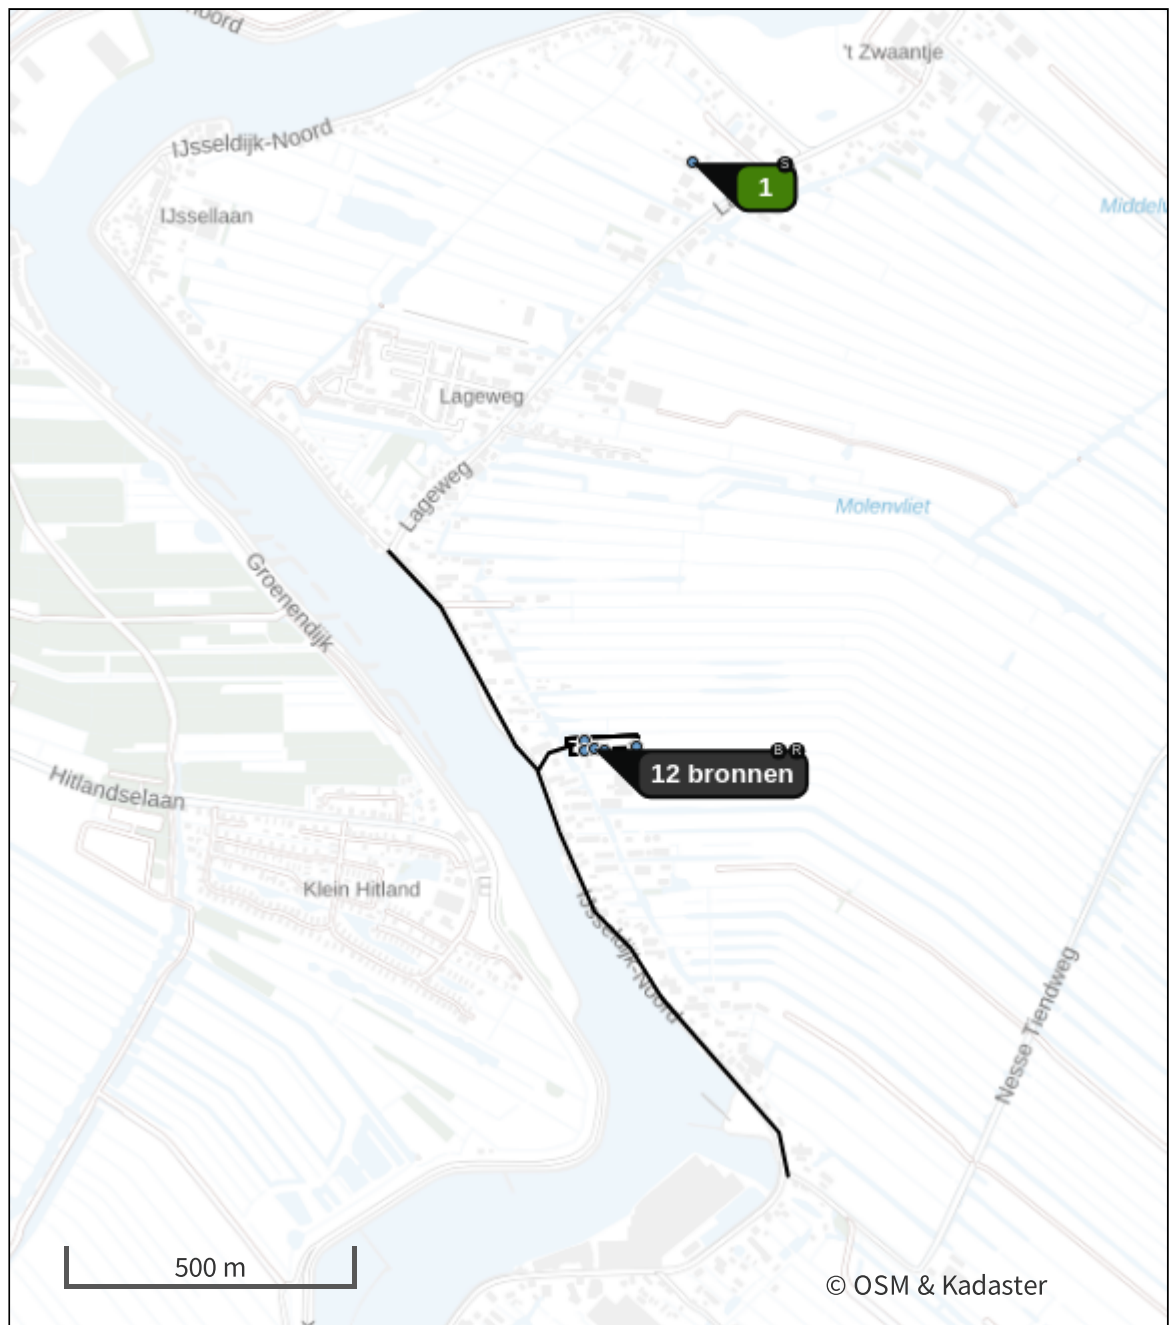 't Zwaantje
IJsseldijk-Noord
S
1
IJssellaan
Lageweg
Lageweg
Molenvliet
Groenendijk
B R
12 bronnen
Hitlandselaan
Klein Hitland
IJsseldijk-Noord
Nesse Tiendweg
500 m
© OSM & Kadaster